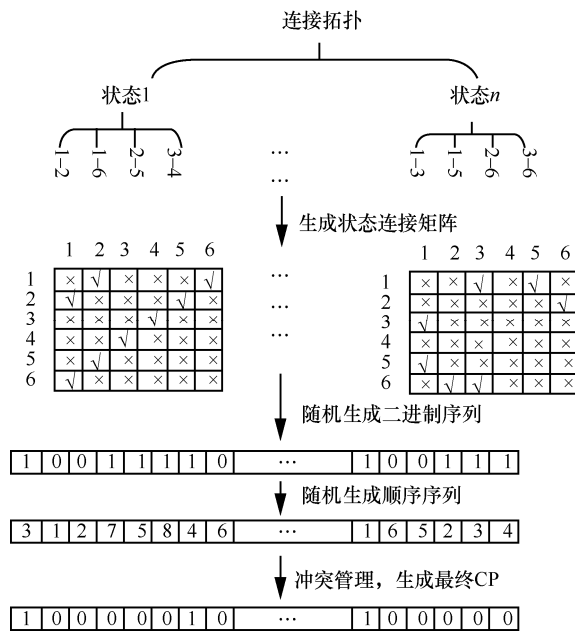 连接拓扑
状态1 状态n
1–2 1–6 2–5 3–4 … 1–3 1–5 2–6 3–6
…
生成状态连接矩阵
1 2 3 4 5 6 … 1 2 3 4 5 6
1 × √ × × × √ 1 × × √ × √ ×
2 √ × × × √ × … 2 × × × × × √
3 × × × √ × × 3 √ × × × × ×
4 × × √ × × × … 4 × × × × × ×
5 × √ × × × × 5 √ × × × × ×
6 √ × × × × × 6 × √ √ × × ×
随机生成二进制序列
1 0 0 1 1 1 1 0 … 1 0 0 1 1 1
随机生成顺序序列
3 1 2 7 5 8 4 6 … 1 6 5 2 3 4
冲突管理，生成最终CP
1 0 0 0 0 0 1 0 … 1 0 0 0 0 0